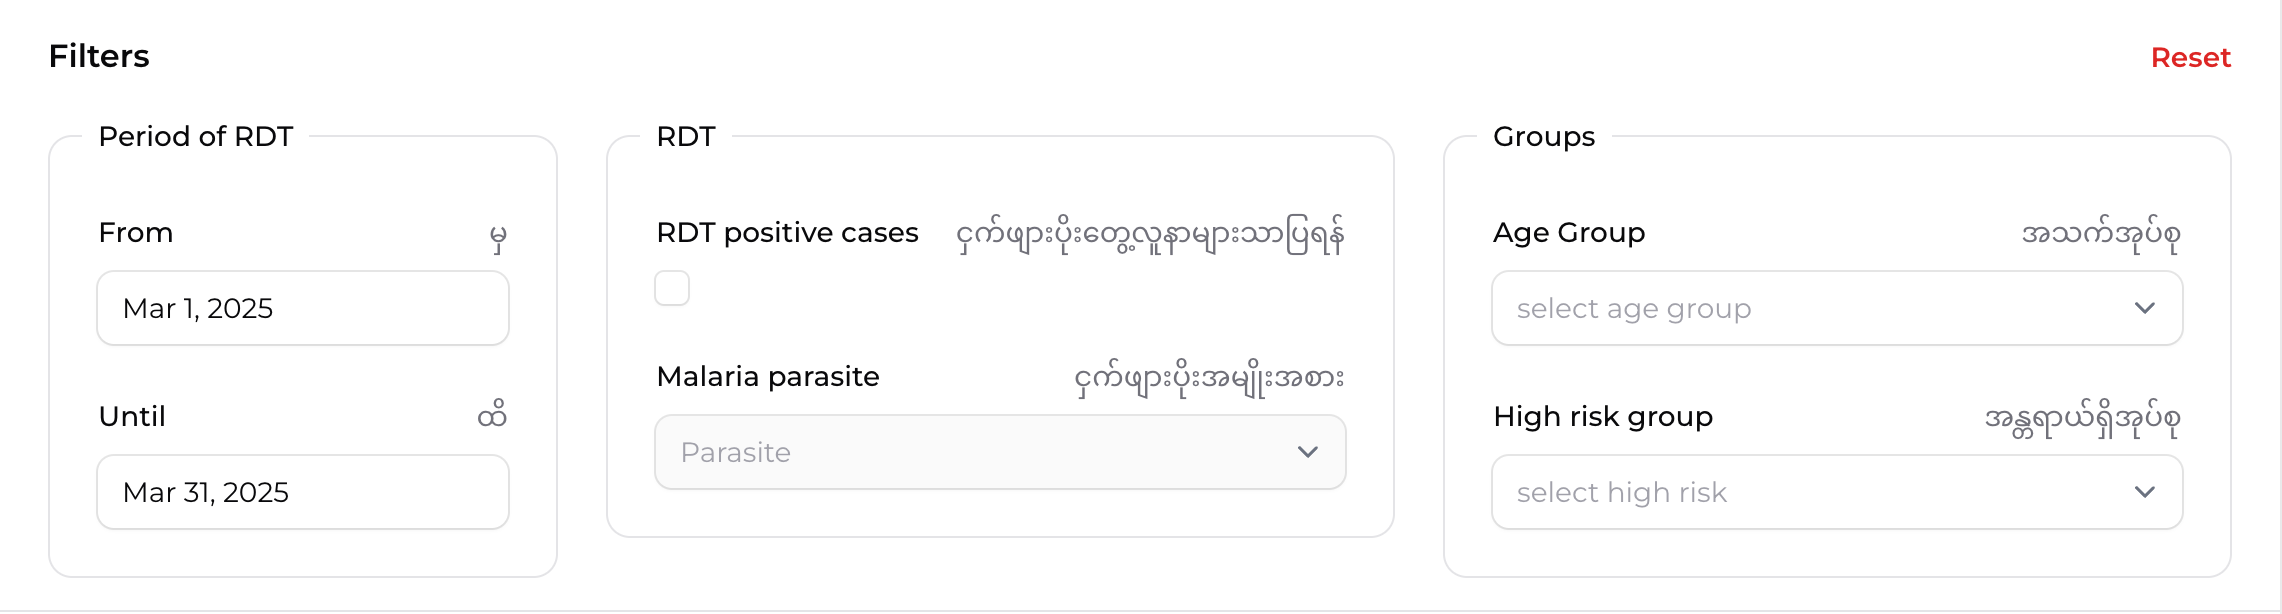 Filters
Reset
Period of RDT
From မှ
Mar 1, 2025
Until ထိ
Mar 31, 2025
RDT
RDT positive cases ငှက်ဖျားပိုးတွေ့လူနာများသာပြရန်
Malaria parasite ငှက်ဖျားပိုးအမျိုးအစား
Parasite
Groups
Age Group အသက်အုပ်စု
select age group
High risk group အန္တရာယ်ရှိအုပ်စု
select high risk